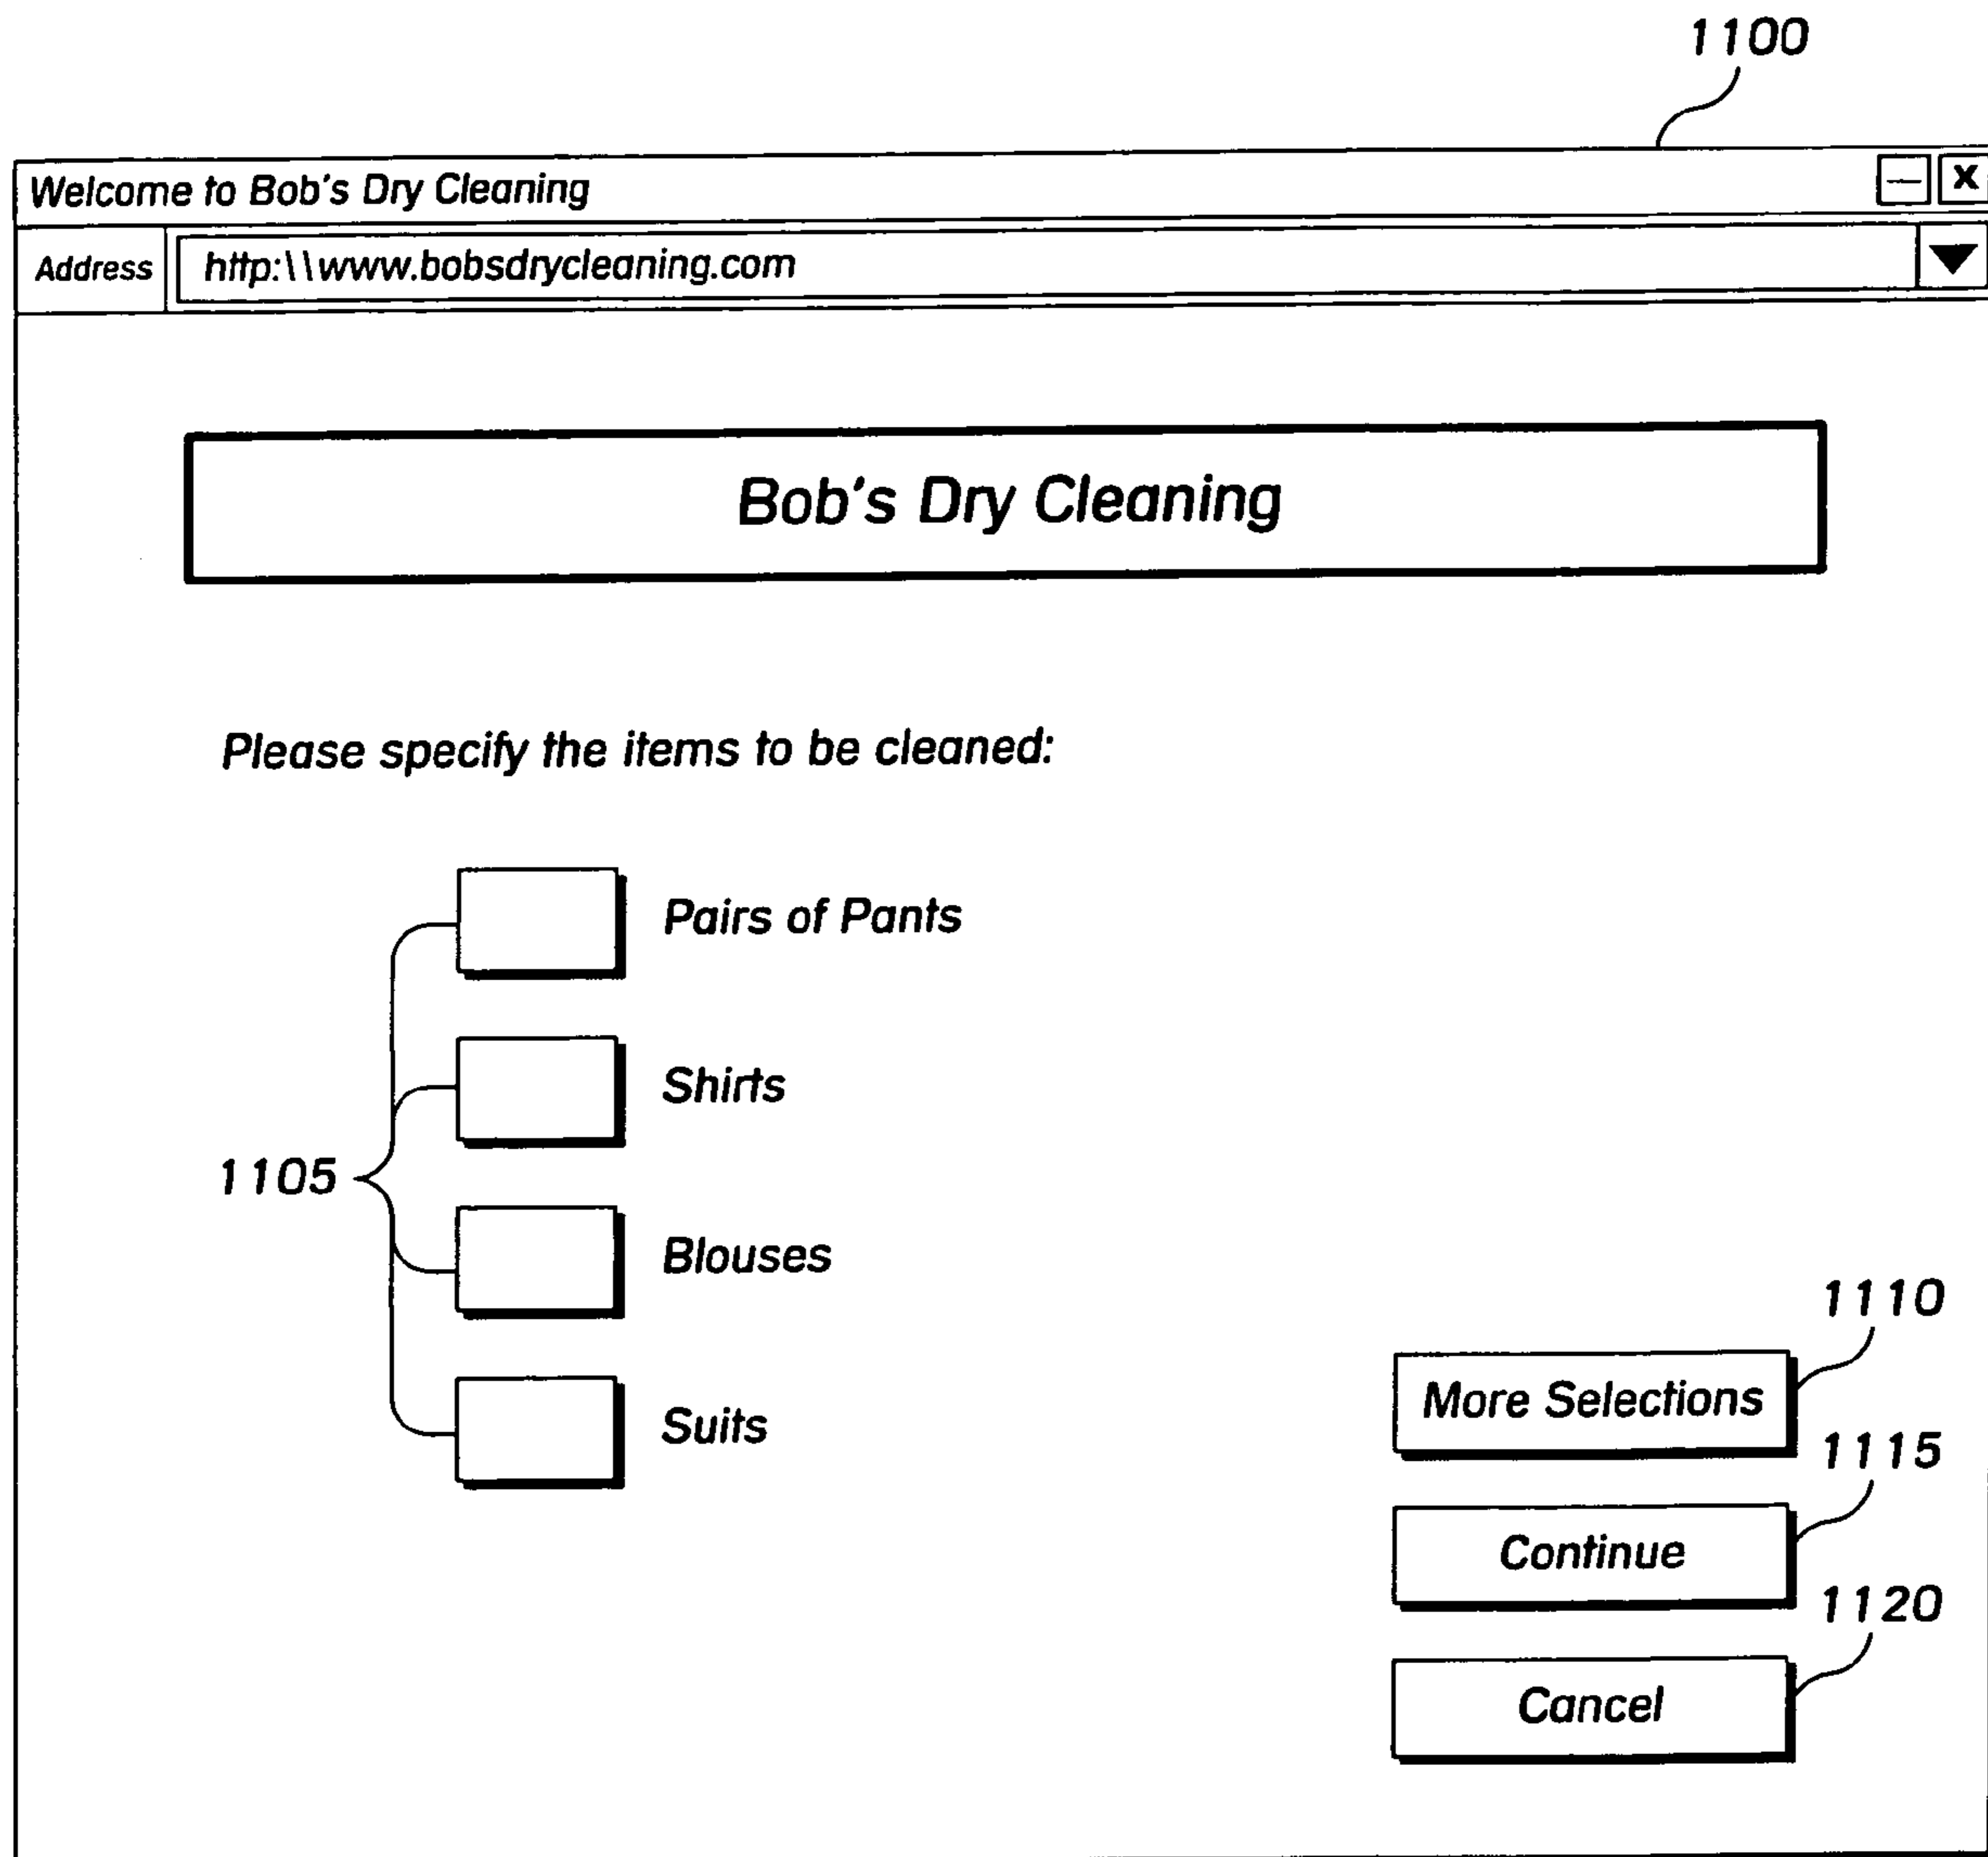 1100
Welcome to Bob's Dry Cleaning
— X
Address http:\\www.bobsdrycleaning.com
Bob's Dry Cleaning
Please specify the items to be cleaned:
Pairs of Pants
Shirts
1105
Blouses
Suits
1110
More Selections
1115
Continue
1120
Cancel